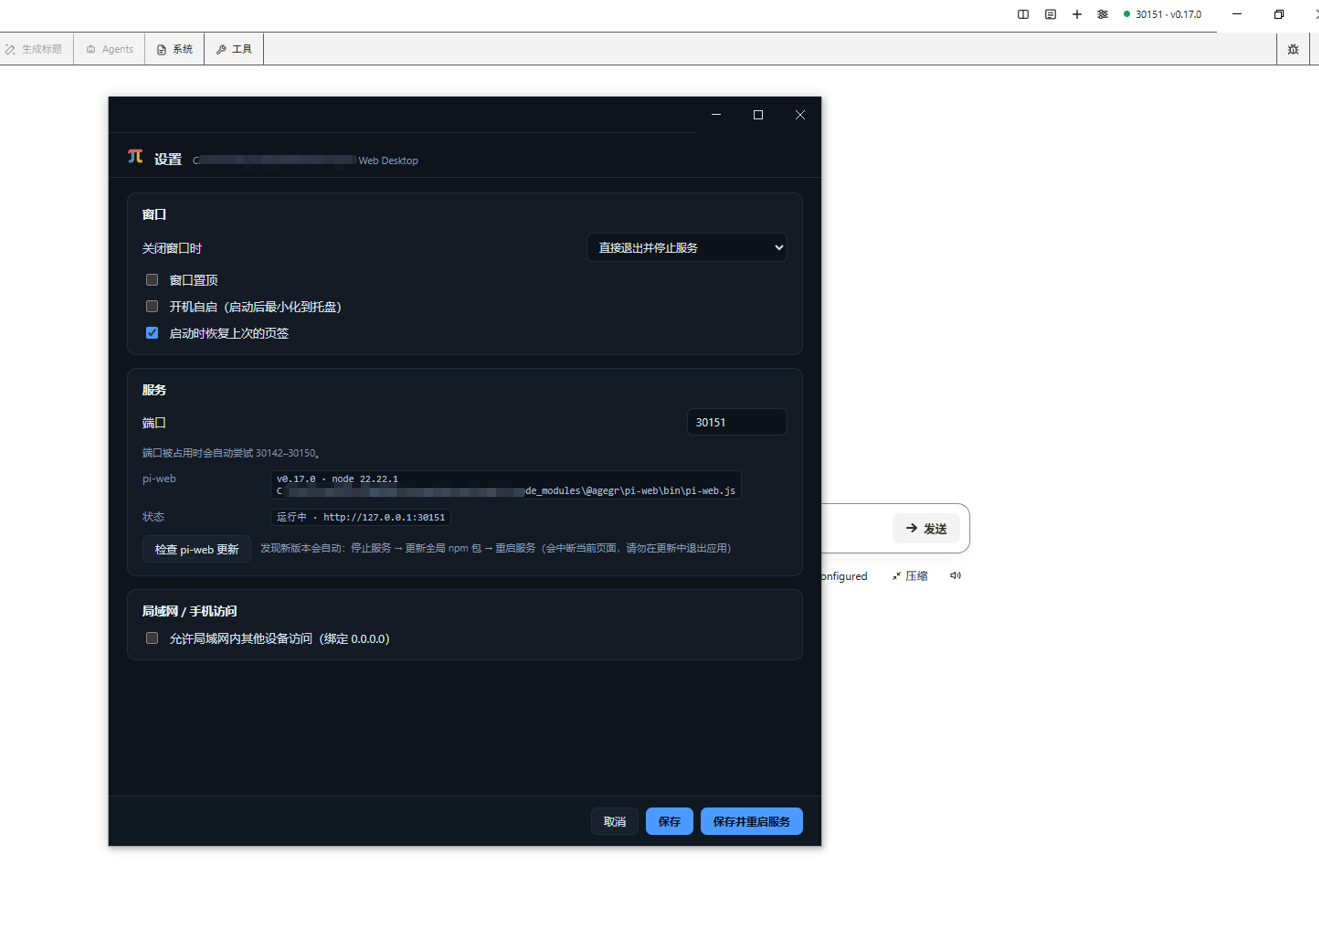 30151 · v0.17.0
生成标题
Agents
系统
工具
设置
Web Desktop
窗口
关闭窗口时
直接退出并停止服务
窗口置顶
开机自启（启动后最小化到托盘）
启动时恢复上次的页签
服务
端口
30151
端口被占用时会自动尝试 30142–30150。
pi-web
v0.17.0 · node 22.22.1
C de_modules\@agegr\pi-web\bin\pi-web.js
状态
运行中 · http://127.0.0.1:30151
检查 pi-web 更新
发现新版本会自动：停止服务 → 更新全局 npm 包 → 重启服务（会中断当前页面，请勿在更新中退出应用）
局域网 / 手机访问
允许局域网内其他设备访问（绑定 0.0.0.0）
取消
保存
保存并重启服务
发送
onfigured
压缩